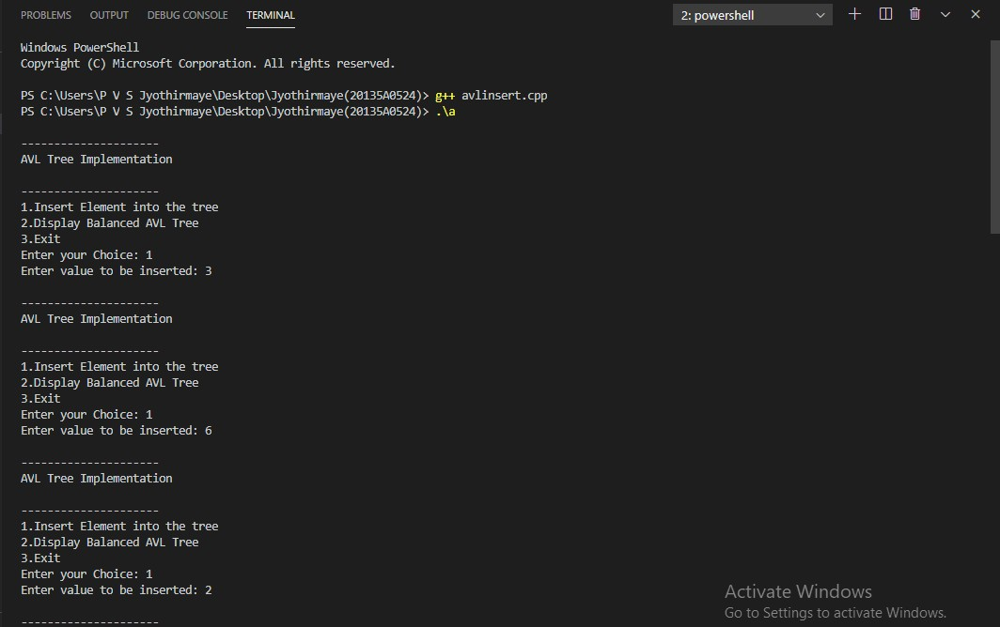 PROBLEMS OUTPUT DEBUG CONSOLE TERMINAL 2: powershell
Windows PowerShell
Copyright (C) Microsoft Corporation. All rights reserved.
PS C:\Users\P V S Jyothirmaye\Desktop\Jyothirmaye(20135A0524)> g++ avlinsert.cpp
PS C:\Users\P V S Jyothirmaye\Desktop\Jyothirmaye(20135A0524)> .\a
---------------------
AVL Tree Implementation
---------------------
1.Insert Element into the tree
2.Display Balanced AVL Tree
3.Exit
Enter your Choice: 1
Enter value to be inserted: 3
---------------------
AVL Tree Implementation
---------------------
1.Insert Element into the tree
2.Display Balanced AVL Tree
3.Exit
Enter your Choice: 1
Enter value to be inserted: 6
---------------------
AVL Tree Implementation
---------------------
1.Insert Element into the tree
2.Display Balanced AVL Tree
3.Exit
Enter your Choice: 1
Enter value to be inserted: 2
---------------------
Activate Windows
Go to Settings to activate Windows.